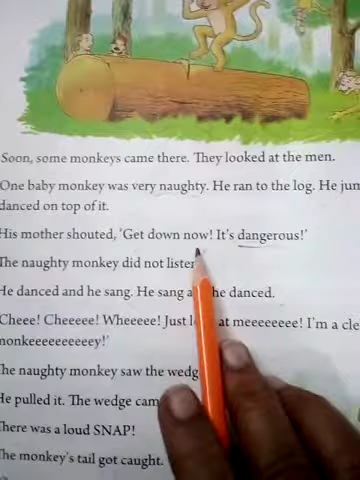 Soon, some monkeys came there. They looked at the men.
One baby monkey was very naughty. He ran to the log. He jum
danced on top of it.
His mother shouted, ‘Get down now! It’s dangerous!’
The naughty monkey did not listen
He danced and he sang. He sang a he danced.
Cheee! Cheeeee! Wheeeee! Just l at meeeeeeee! I’m a cle
monkeeeeeeeeeey!’
The naughty monkey saw the wedg
He pulled it. The wedge cam
There was a loud SNAP!
The monkey’s tail got caught.